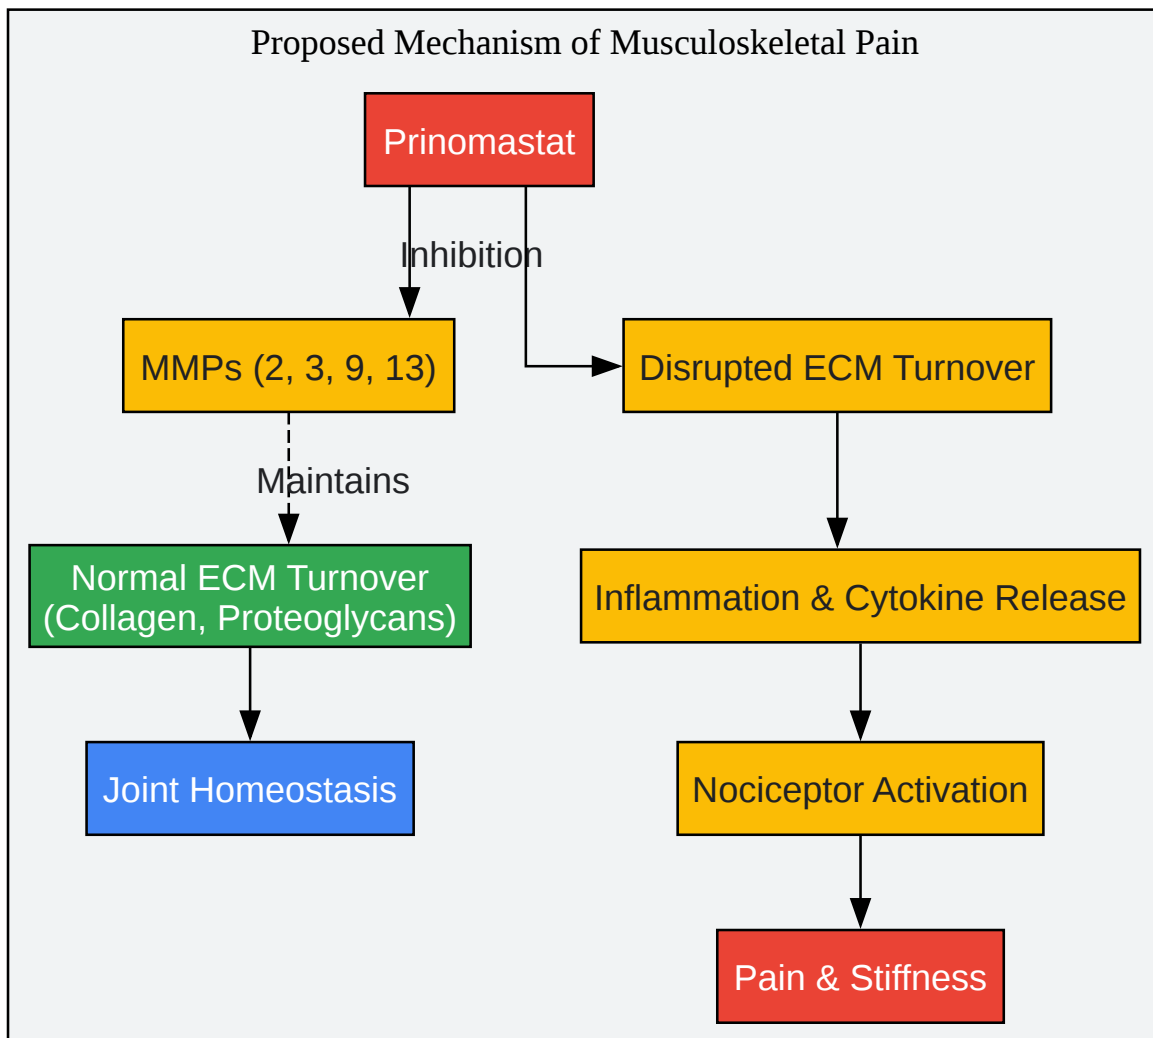 Proposed Mechanism of Musculoskeletal Pain
Prinomastat
Inhibition
MMPs (2, 3, 9, 13)
Disrupted ECM Turnover
Maintains
Normal ECM Turnover
(Collagen, Proteoglycans)
Inflammation & Cytokine Release
Joint Homeostasis
Nociceptor Activation
Pain & Stiffness